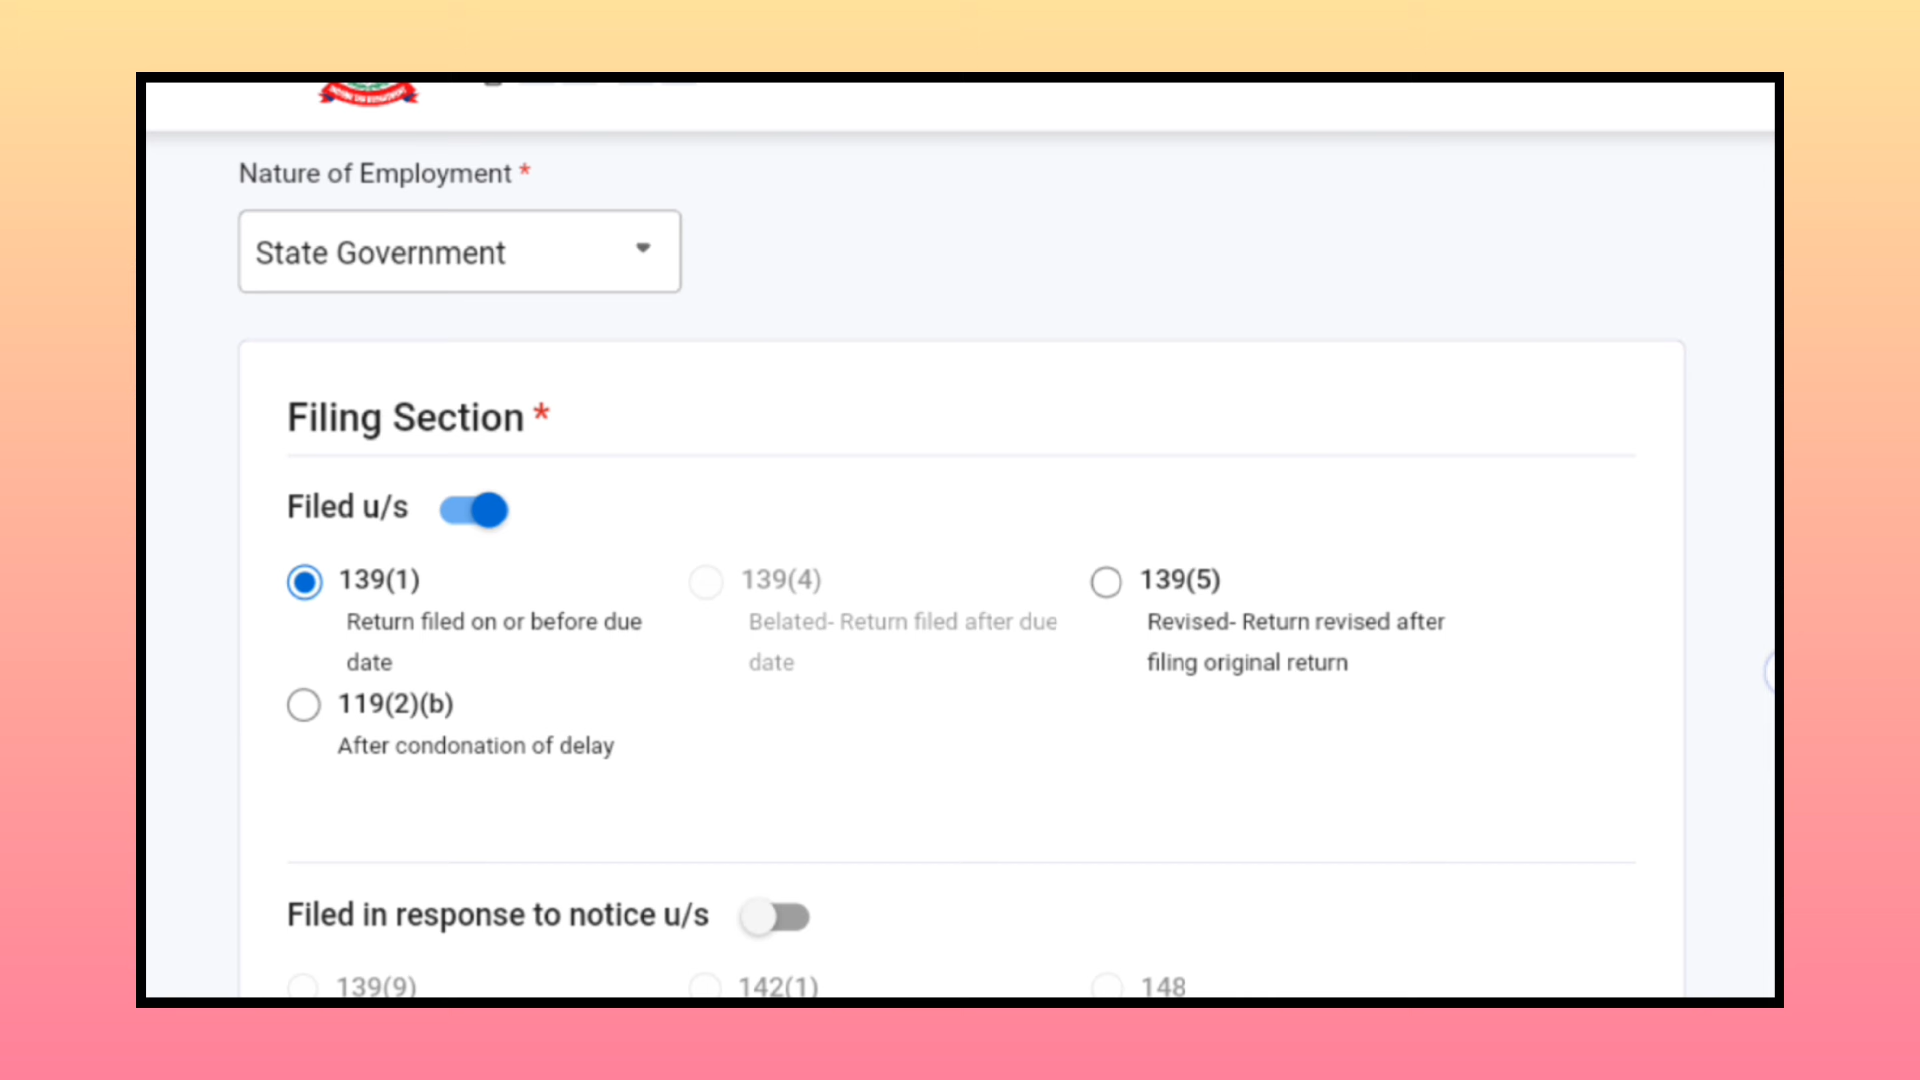 Nature of Employment *
State Government
Filing Section *
Filed u/s
139(1)
Return filed on or before due
date
139(4)
Belated- Return filed after due
date
139(5)
Revised- Return revised after
filing original return
119(2)(b)
After condonation of delay
Filed in response to notice u/s
139(9)
142(1)
148